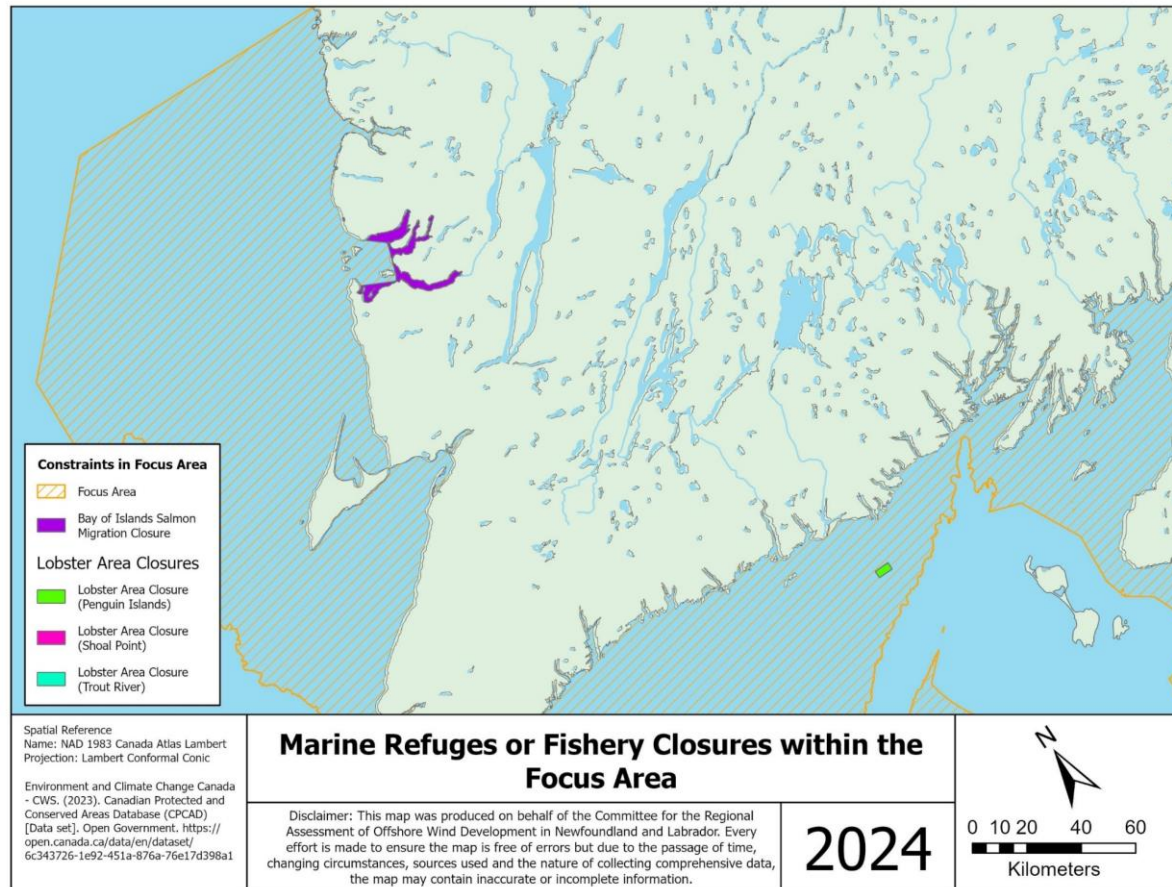 Constraints in Focus Area
Focus Area
Bay of Islands Salmon
Migration Closure
Lobster Area Closures
Lobster Area Closure
(Penguin Islands)
Lobster Area Closure
(Shoal Point)
Lobster Area Closure
(Trout River)
Spatial Reference
Name: NAD 1983 Canada Atlas Lambert
Projection: Lambert Conformal Conic
Environment and Climate Change Canada
- CWS. (2023). Canadian Protected and
Conserved Areas Database (CPCAD)
[Data set]. Open Government. https://
open.canada.ca/data/en/dataset/
6c343726-1e92-451a-876a-76e17d398a1
Marine Refuges or Fishery Closures within the
Focus Area
Disclaimer: This map was produced on behalf of the Committee for the Regional
Assessment of Offshore Wind Development in Newfoundland and Labrador. Every
effort is made to ensure the map is free of errors but due to the passage of time,
changing circumstances, sources used and the nature of collecting comprehensive data,
the map may contain inaccurate or incomplete information.
2024
N
0 10 20 40 60
Kilometers